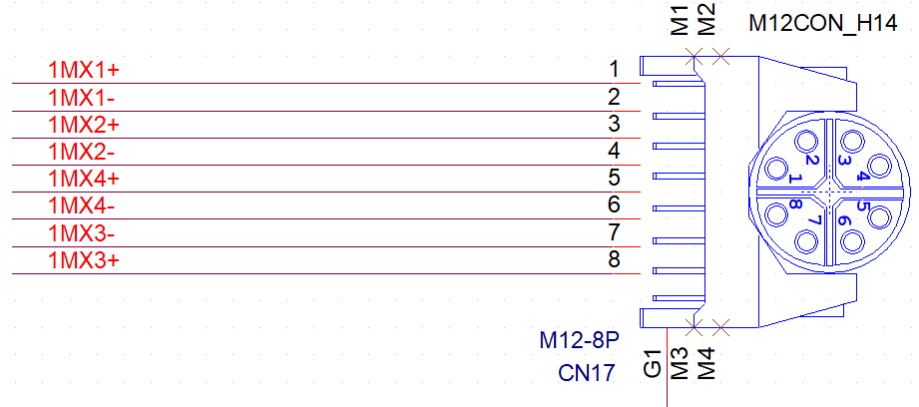 M1 M2 M12CON_H14
1MX1+ 1
1MX1- 2
1MX2+ 3
1MX2- 4
1MX4+ 5
1MX4- 6
1MX3- 7
1MX3+ 8
2 3
1 4
8 5
7 6
M12-8P
CN17
G1 M3 M4